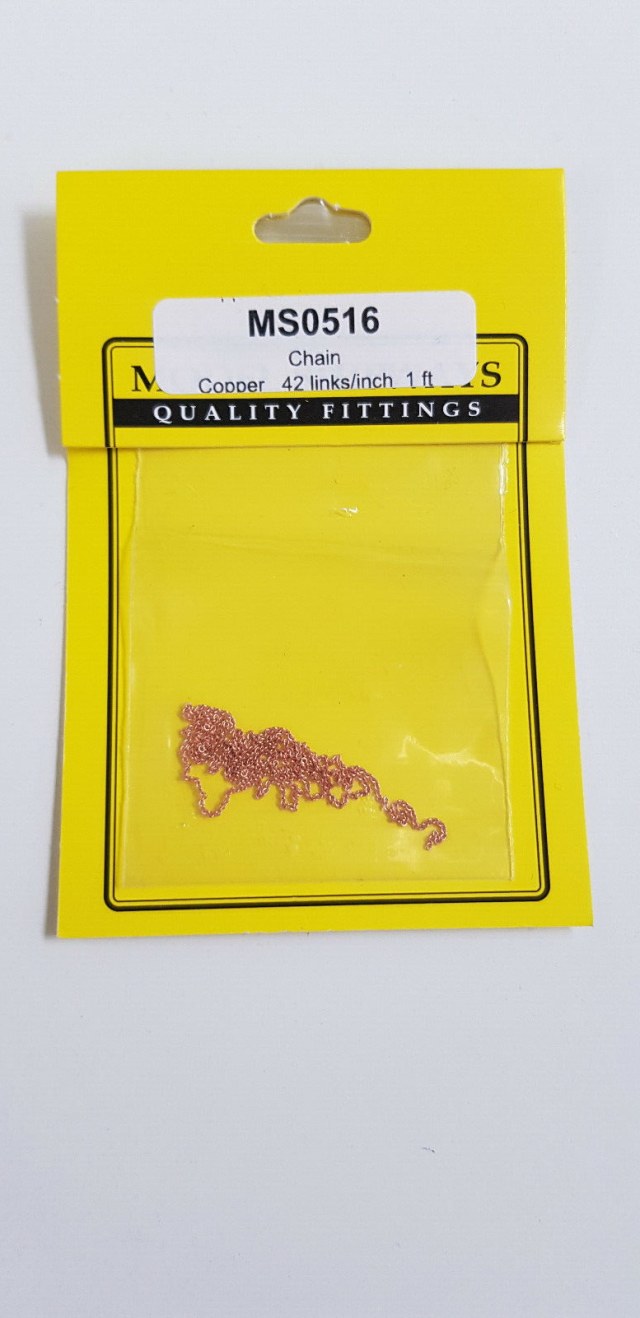 MS0516
Chain
Copper 42 links/inch 1 ft
QUALITY FITTINGS